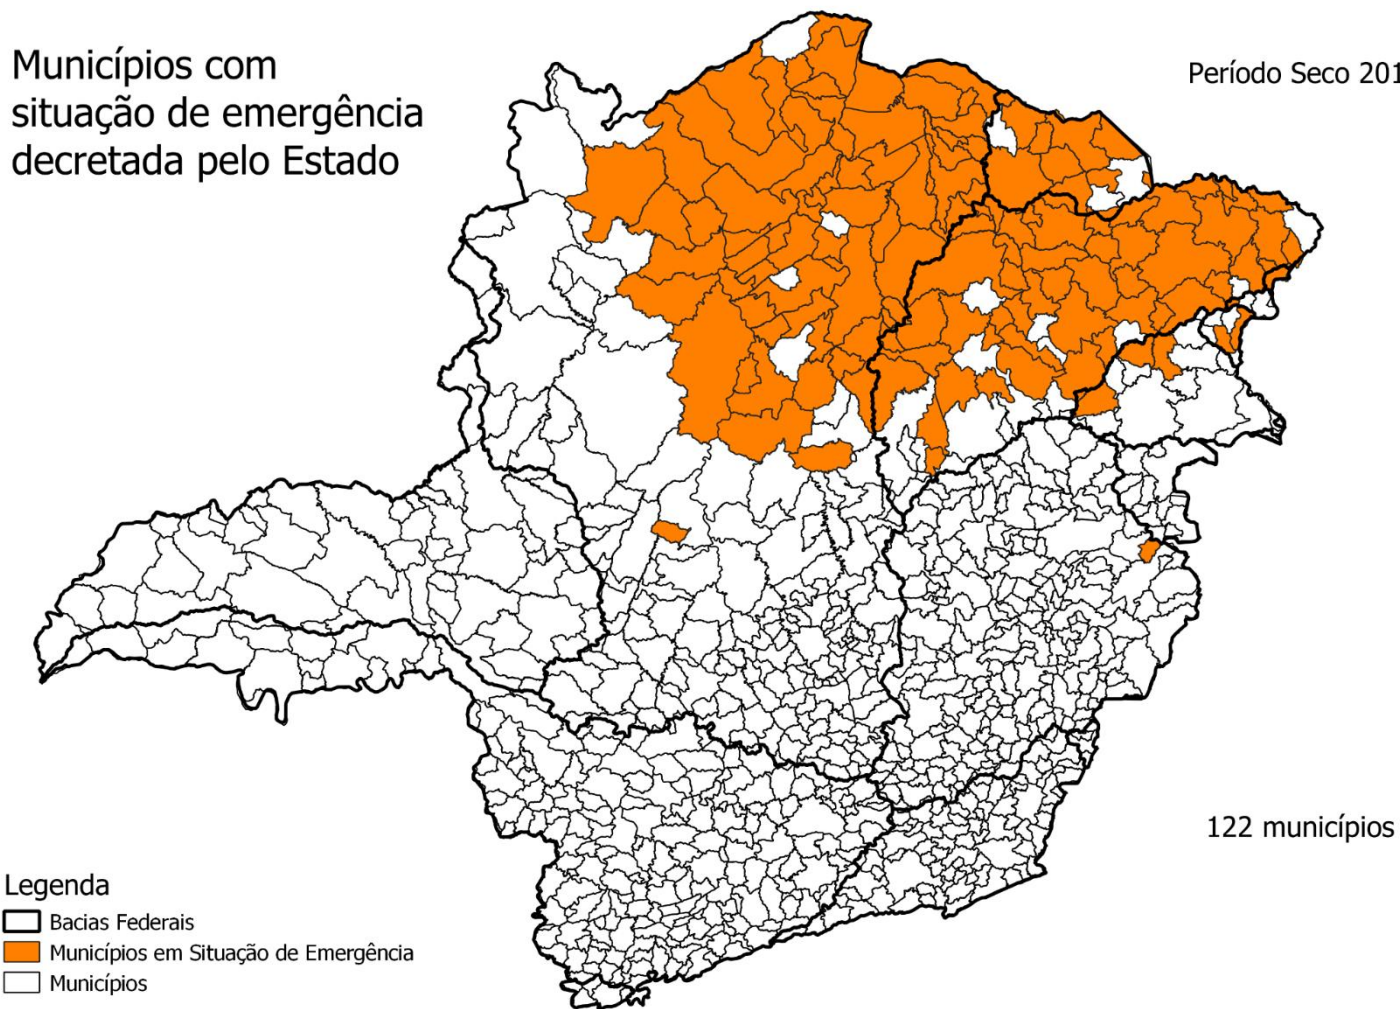 Municípios com
situação de emergência
decretada pelo Estado
Período Seco 201
122 municípios
Legenda
Bacias Federais
Municípios em Situação de Emergência
Municípios